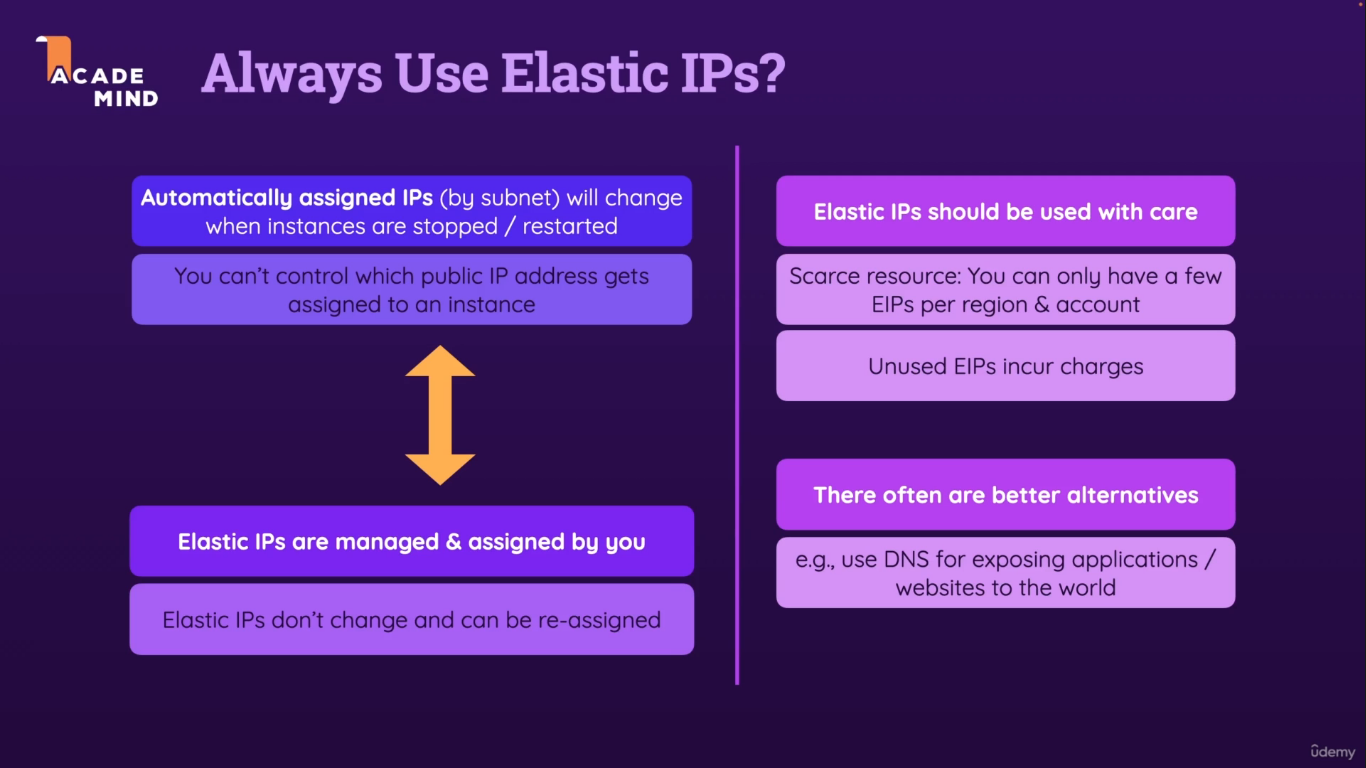 ACADE
MIND
Always Use Elastic IPs?
Automatically assigned IPs (by subnet) will change
when instances are stopped / restarted
You can't control which public IP address gets
assigned to an instance
Elastic IPs are managed & assigned by you
Elastic IPs don't change and can be re-assigned
Elastic IPs should be used with care
Scarce resource: You can only have a few
EIPs per region & account
Unused EIPs incur charges
There often are better alternatives
e.g., use DNS for exposing applications /
websites to the world
udemy